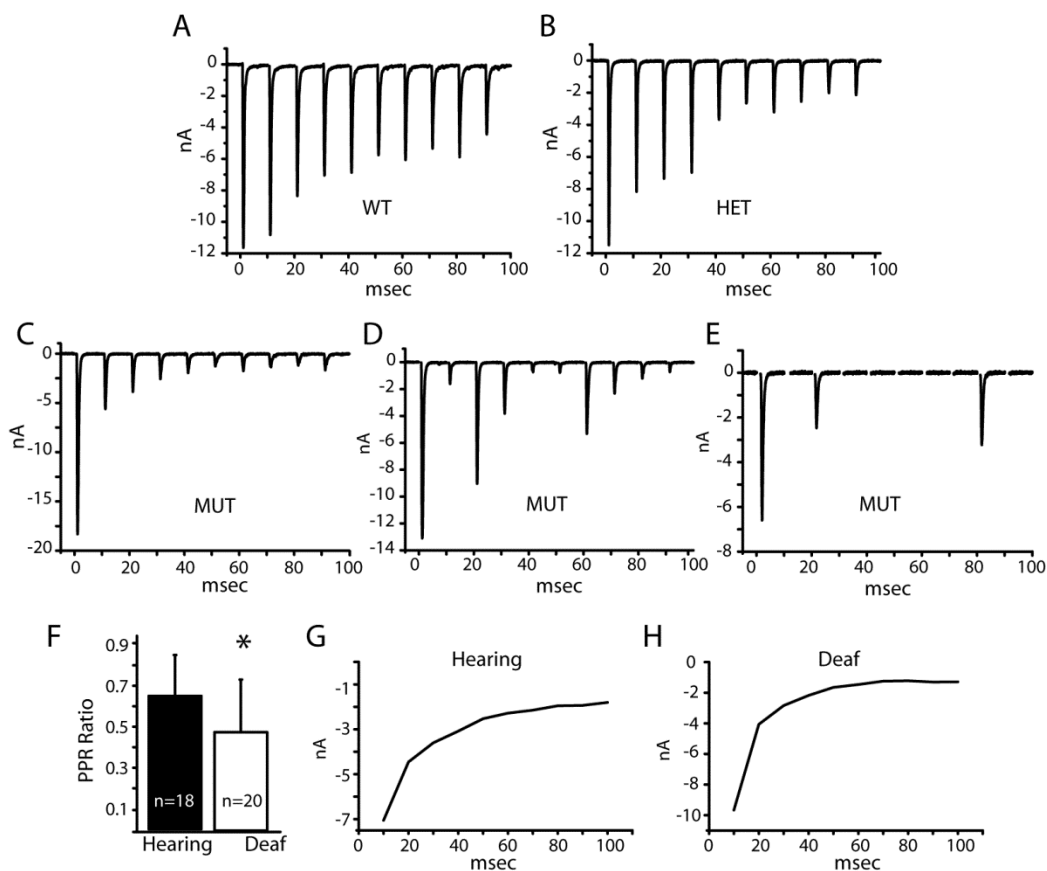 A
0
-2
-4
-6
-8
-10
-12
nA
WT
0 20 40 60 80 100
msec
B
0
-2
-4
-6
-8
-10
-12
nA
HET
0 20 40 60 80 100
msec
C
0
-5
-10
-15
-20
nA
MUT
0 20 40 60 80 100
msec
D
0
-2
-4
-6
-8
-10
-12
-14
nA
MUT
0 20 40 60 80 100
msec
E
0
-2
-4
-6
-8
nA
MUT
0 20 40 60 80 100
msec
F
0.9
0.7
0.5
0.3
0.1
PPR Ratio
*
n=18 n=20
Hearing Deaf
G
Hearing
-1
-3
-5
-7
nA
0 20 40 60 80 100
msec
H
Deaf
0
-2
-4
-6
-8
-10
nA
0 20 40 60 80 100
msec